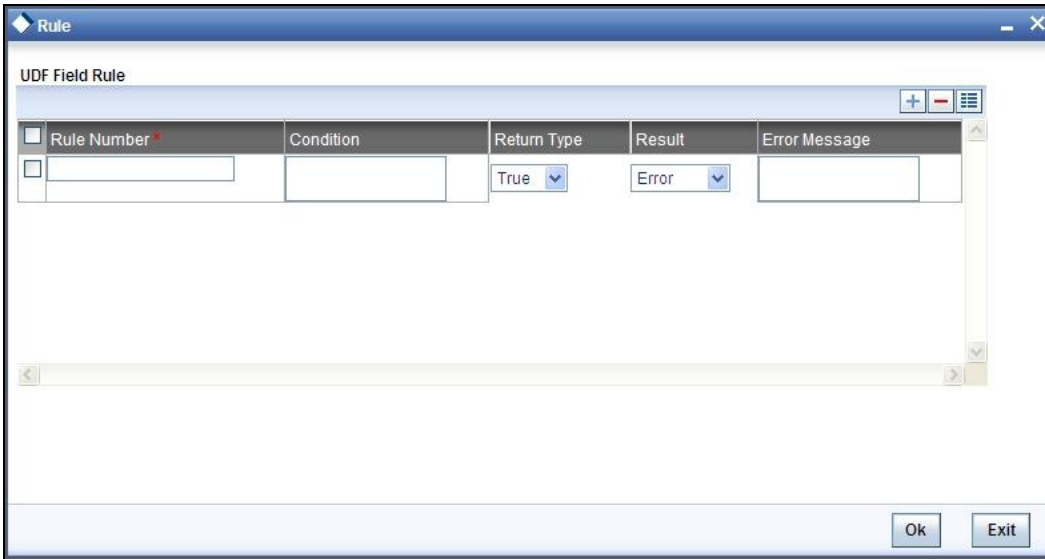 Rule
UDF Field Rule
Rule Number* Condition Return Type Result Error Message
True Error
Ok Exit